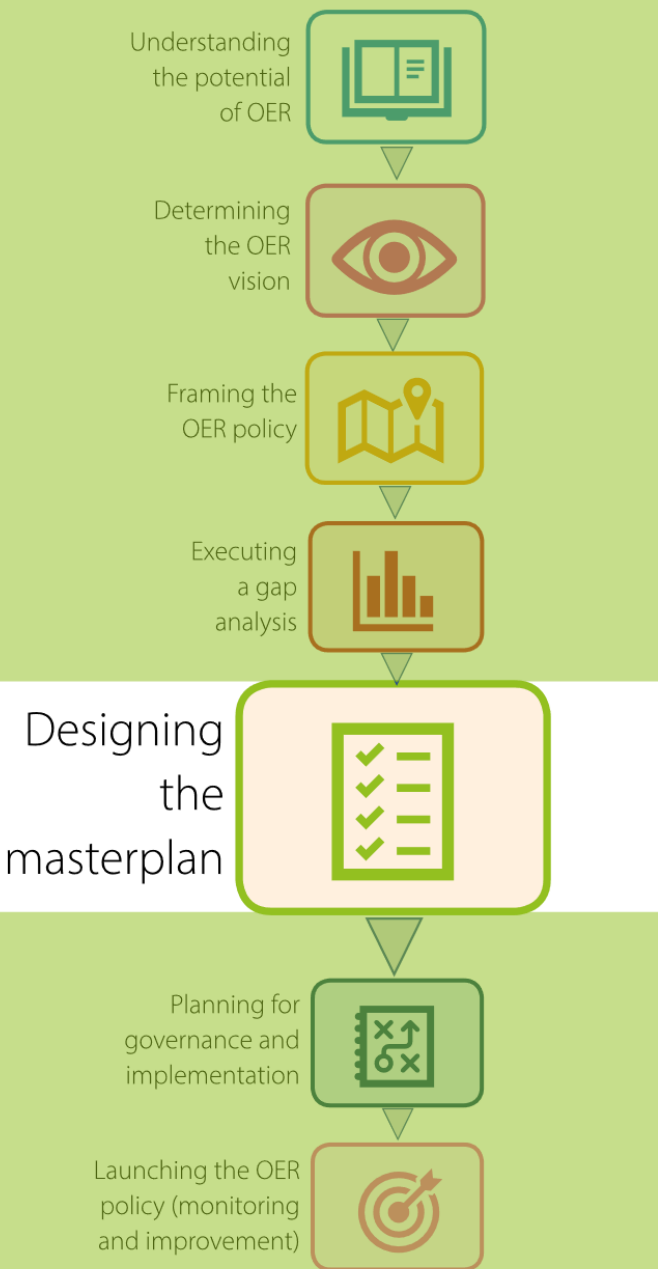 Understanding
the potential
of OER
Determining
the OER
vision
Framing the
OER policy
Executing
a gap
analysis
Designing
the
masterplan
Planning for
governance and
implementation
Launching the OER
policy (monitoring
and improvement)